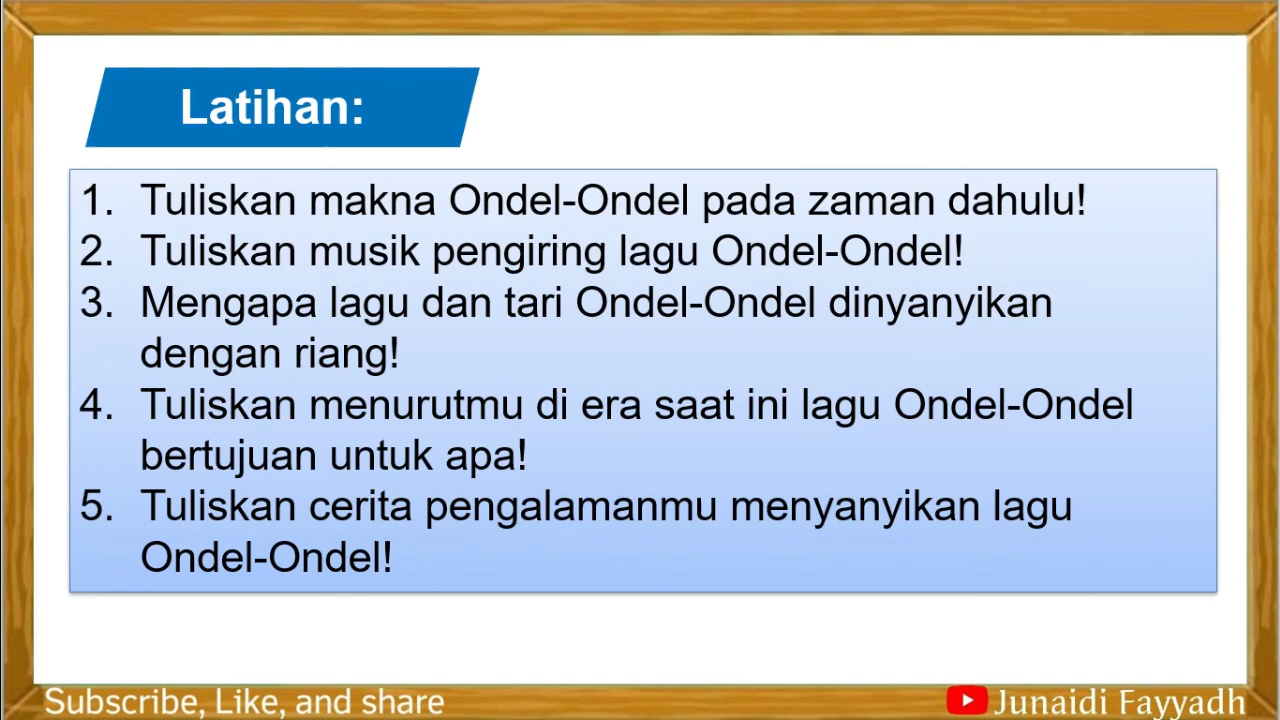 Latihan:
1. Tuliskan makna Ondel-Ondel pada zaman dahulu!
2. Tuliskan musik pengiring lagu Ondel-Ondel!
3. Mengapa lagu dan tari Ondel-Ondel dinyanyikan
dengan riang!
4. Tuliskan menurutmu di era saat ini lagu Ondel-Ondel
bertujuan untuk apa!
5. Tuliskan cerita pengalamanmu menyanyikan lagu
Ondel-Ondel!
Subscribe, Like, and share
Junaidi Fayyadh